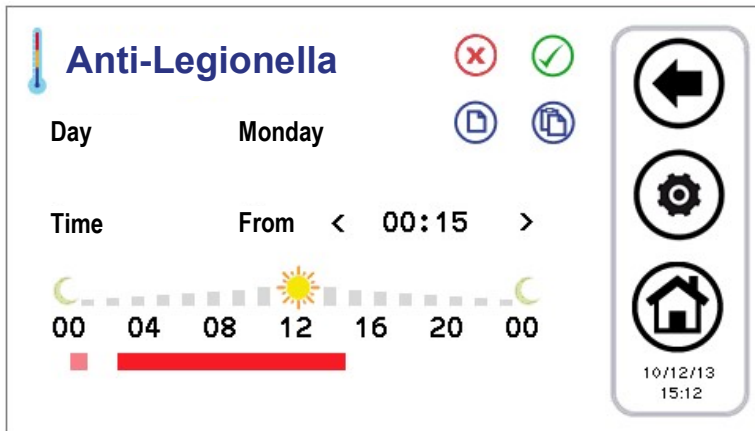 Anti-Legionella
Day Monday
Time From < 00:15 >
00 04 08 12 16 20 00
10/12/13
15:12